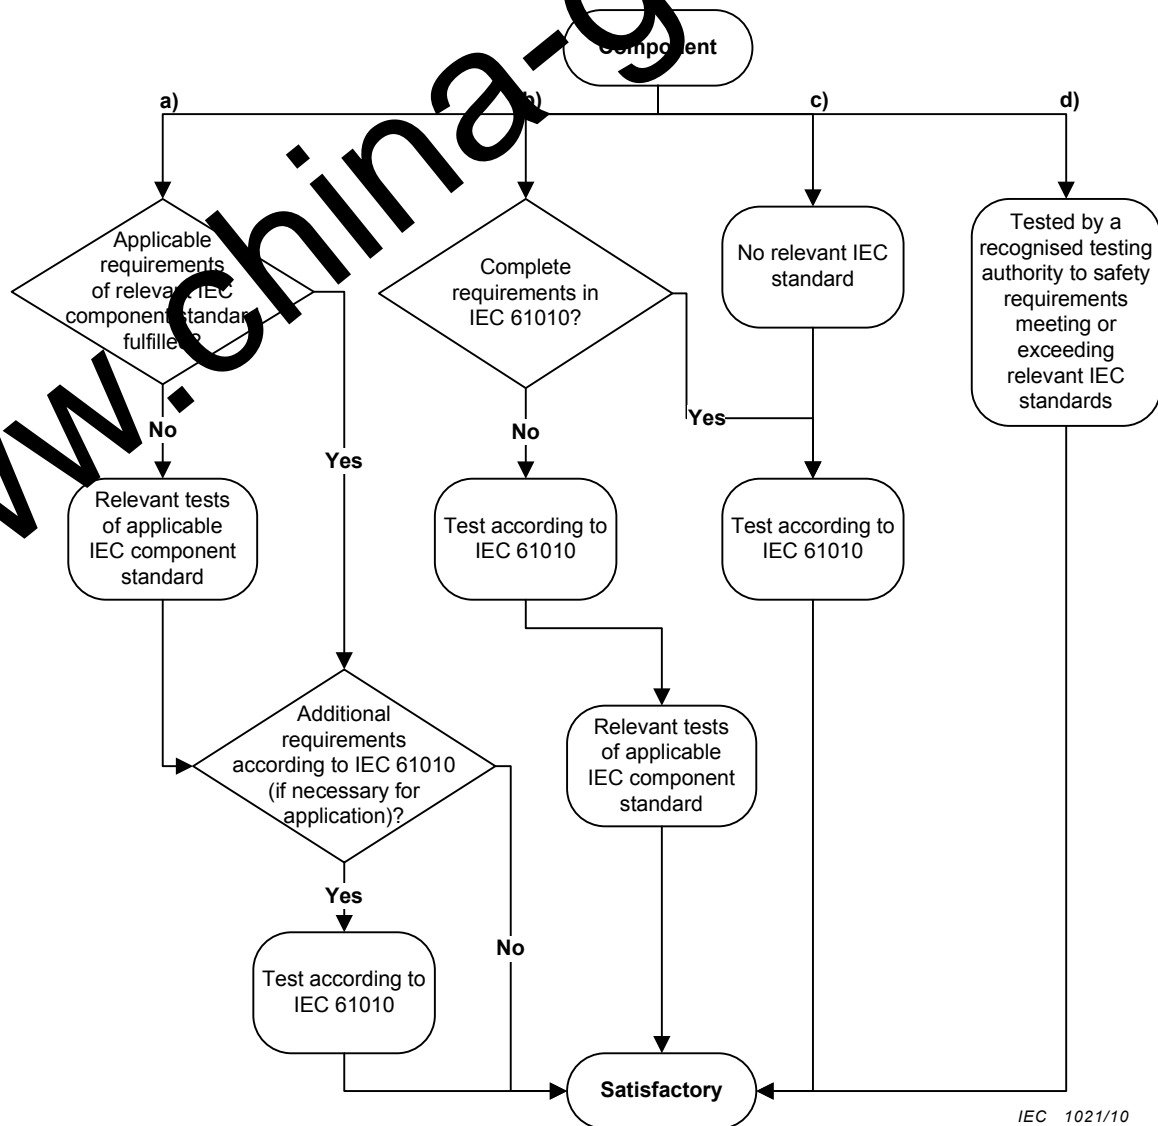 www.china-g
Component
a)
b)
c)
d)
Applicable
requirements
of relevant IEC
component standard
fulfilled?
Complete
requirements in
IEC 61010?
No relevant IEC
standard
Tested by a
recognised testing
authority to safety
requirements
meeting or
exceeding
relevant IEC
standards
No
Yes
No
Yes
Relevant tests
of applicable
IEC component
standard
Test according to
IEC 61010
Test according to
IEC 61010
Additional
requirements
according to IEC 61010
(if necessary for
application)?
Relevant tests
of applicable
IEC component
standard
Yes
No
Test according to
IEC 61010
Satisfactory
IEC 1021/10